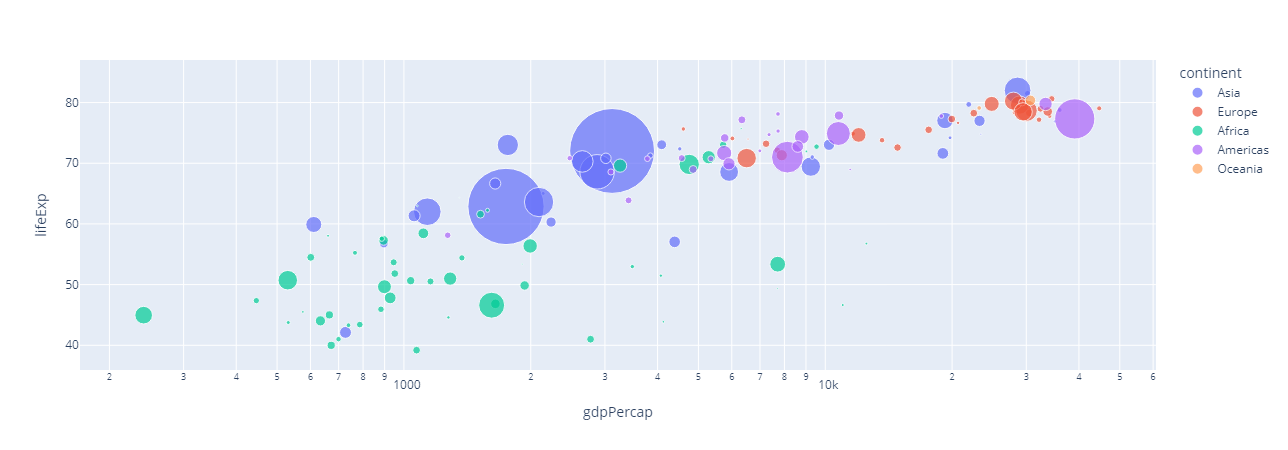 continent
Asia
Europe
Africa
Americas
Oceania
lifeExp
80
70
60
50
40
2 3 4 5 6 7 8 9 1000 2 3 4 5 6 7 8 9 10k 2 3 4 5 6
gdpPercap